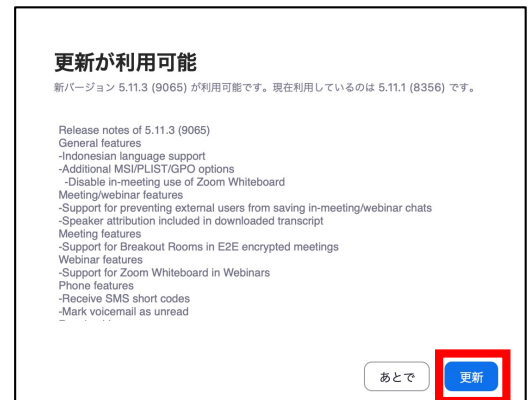 更新が利用可能
新バージョン 5.11.3 (9065) が利用可能です。現在利用しているのは 5.11.1 (8356) です。
Release notes of 5.11.3 (9065)
General features
-Indonesian language support
-Additional MSI/PLIST/GPO options
-Disable in-meeting use of Zoom Whiteboard
Meeting/webinar features
-Support for preventing external users from saving in-meeting/webinar chats
-Speaker attribution included in downloaded transcript
Meeting features
-Support for Breakout Rooms in E2E encrypted meetings
Webinar features
-Support for Zoom Whiteboard in Webinars
Phone features
-Receive SMS short codes
-Mark voicemail as unread
あとで
更新